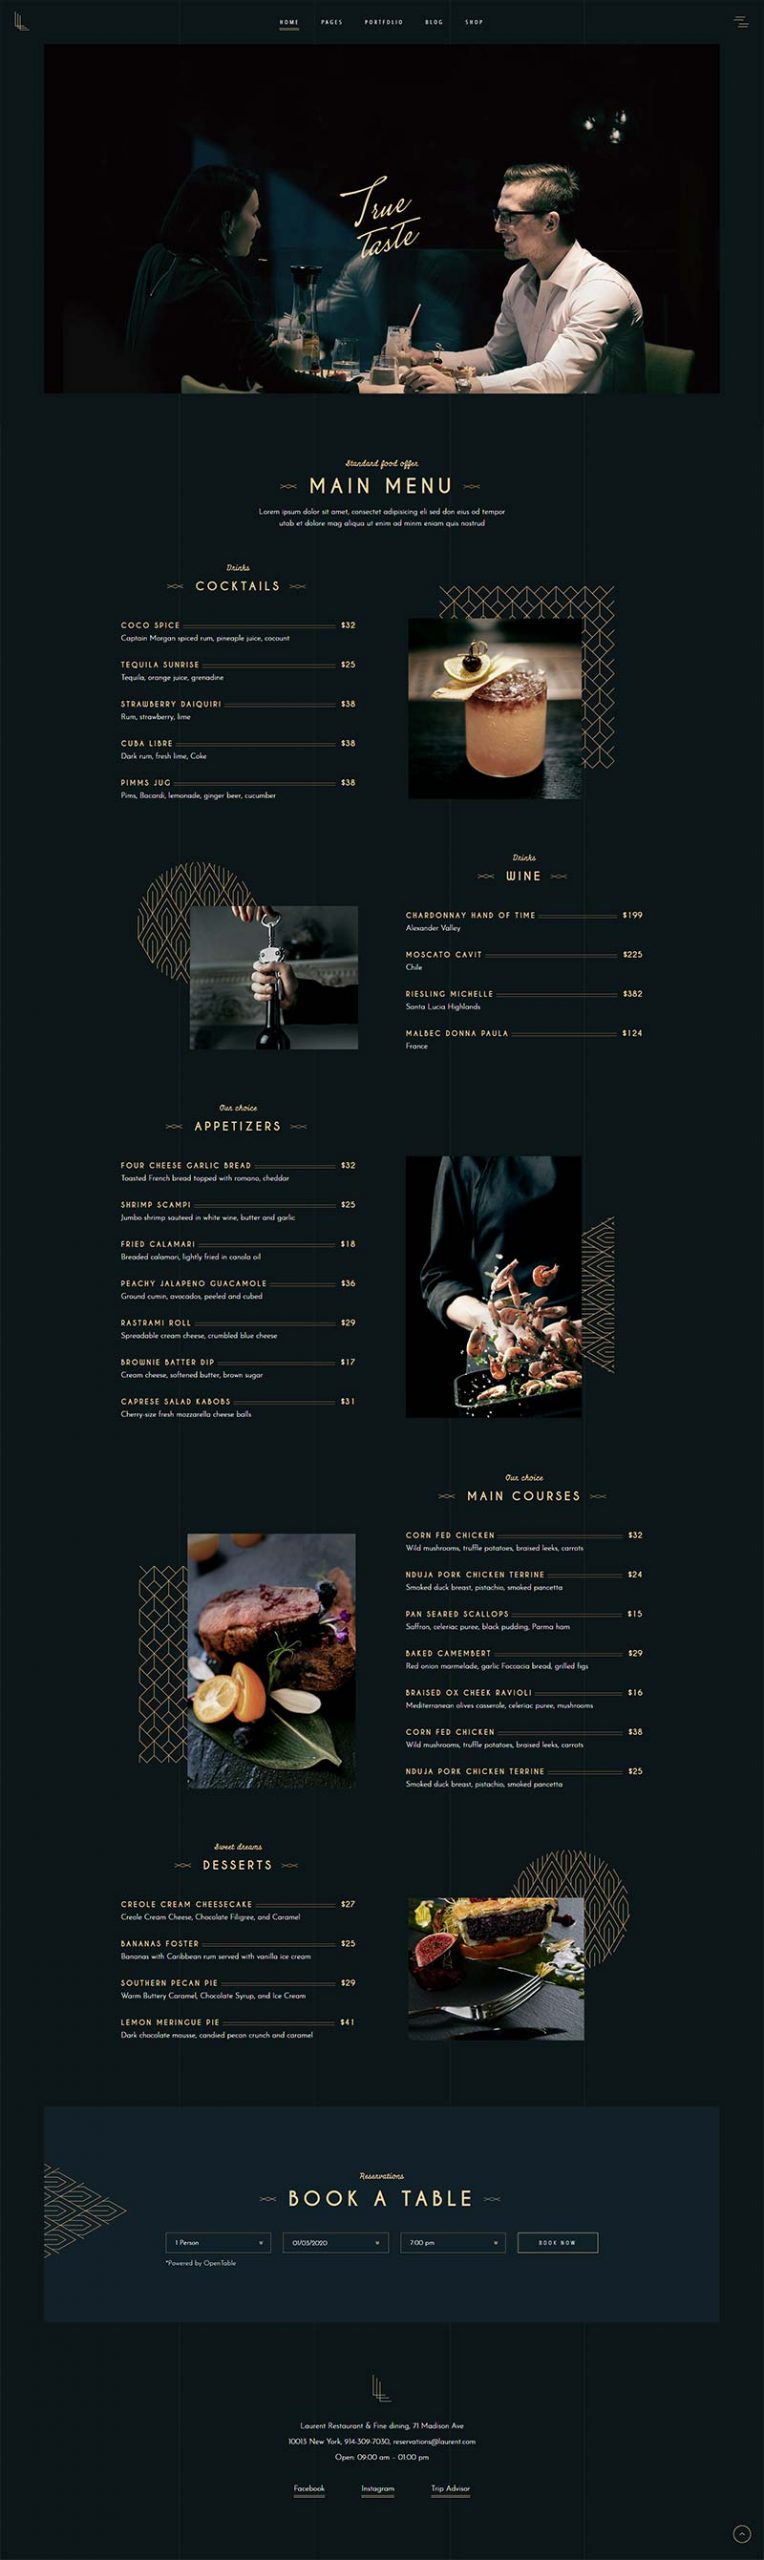 HOME PAGES PORTFOLIO BLOG SHOP
True
Taste
Standard food offer
MAIN MENU
Lorem ipsum dolor sit amet, consectet adipisicing eli sed don eius od tempor
utab et dolore mag aliqua ut enim ad minm eniam quis nostrud
Drinks
COCKTAILS
COCO SPICE $32
Captain Morgan spiced rum, pineaple juice, cocount
TEQUILA SUNRISE $25
Tequila, orange juice, grenadine
STRAWBERRY DAIQUIRI $38
Rum, strawberry, lime
CUBA LIBRE $38
Dark rum, fresh lime, Coke
PIMMS JUG $38
Pims, Bacardi, lemonade, ginger beer, cucumber
Drinks
WINE
CHARDONNAY HAND OF TIME $199
Alexander Valley
MOSCATO CAVIT $225
Chile
RIESLING MICHELLE $382
Santa Lucia Highlands
MALBEC DONNA PAULA $124
France
Our choice
APPETIZERS
FOUR CHEESE GARLIC BREAD $32
Toasted French bread topped with romano, cheddar
SHRIMP SCAMPI $25
Jumbo shrimp sauteed in white wine, butter and garlic
FRIED CALAMARI $18
Breaded calamari, lightly fried in canola oil
PEACHY JALAPENO GUACAMOLE $36
Ground cumin, avocados, peeled and cubed
RASTRAMI ROLL $29
Spreadable cream cheese, crumbled blue cheese
BROWNIE BATTER DIP $17
Cream cheese, softened butter, brown sugar
CAPRESE SALAD KABOBS $31
Cherry-size fresh mozzarella cheese balls
Our choice
MAIN COURSES
CORN FED CHICKEN $32
Wild mushrooms, truffle potatoes, braised leeks, carrots
NDUJA PORK CHICKEN TERRINE $24
Smoked duck breast, pistachio, smoked pancetta
PAN SEARED SCALLOPS $15
Saffron, celeriac puree, black pudding, Parma ham
BAKED CAMEMBERT $29
Red onion marmelade, garlic Foccacia bread, grilled figs
BRAISED OX CHEEK RAVIOLI $16
Mediterranean olives casserole, celeriac puree, mushrooms
CORN FED CHICKEN $38
Wild mushrooms, truffle potatoes, braised leeks, carrots
NDUJA PORK CHICKEN TERRINE $25
Smoked duck breast, pistachio, smoked pancetta
Sweet dreams
DESSERTS
CREOLE CREAM CHEESECAKE $27
Creole Cream Cheese, Chocolate Filigree, and Caramel
BANANAS FOSTER $25
Bananas with Caribbean rum served with vanilla ice cream
SOUTHERN PECAN PIE $29
Warm Buttery Caramel, Chocolate Syrup, and Ice Cream
LEMON MERINGUE PIE $41
Dark chocolate mousse, candied pecan crunch and caramel
Reservations
BOOK A TABLE
1 Person 01/03/2020 7:00 pm BOOK NOW
*Powered by OpenTable
Laurent Restaurant & Fine dining, 71 Madison Ave
10013 New York, 914-309-7030, reservations@laurent.com
Open: 09:00 am – 01:00 pm
Facebook Instagram Trip Advisor